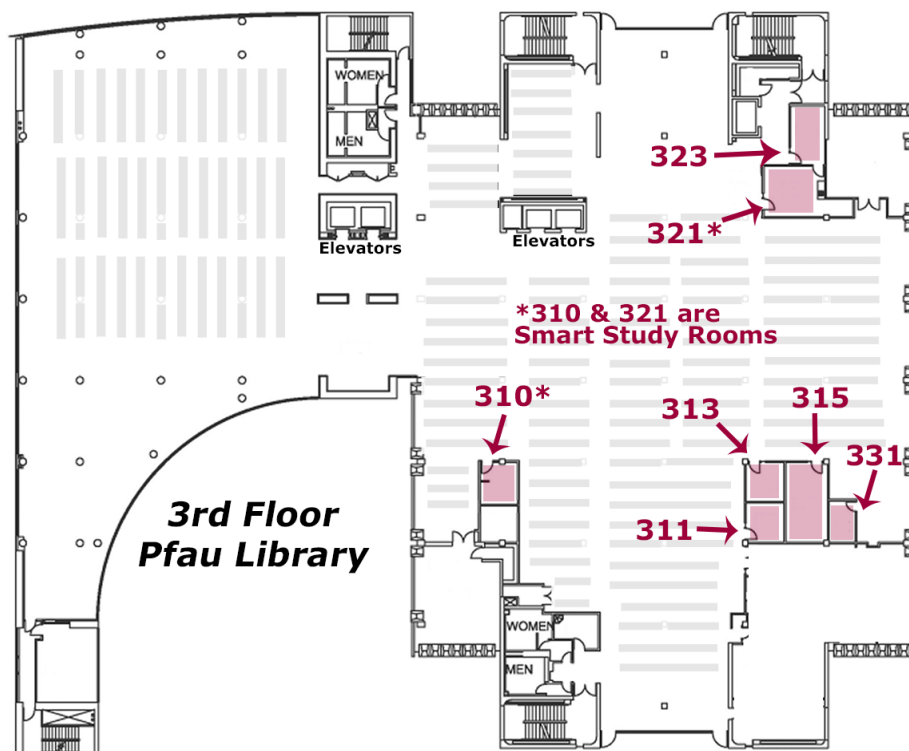 WOMEN
MEN
323
321*
Elevators
Elevators
*310 & 321 are
Smart Study Rooms
310*
313
315
331
3rd Floor
Pfau Library
311
WOMEN
MEN